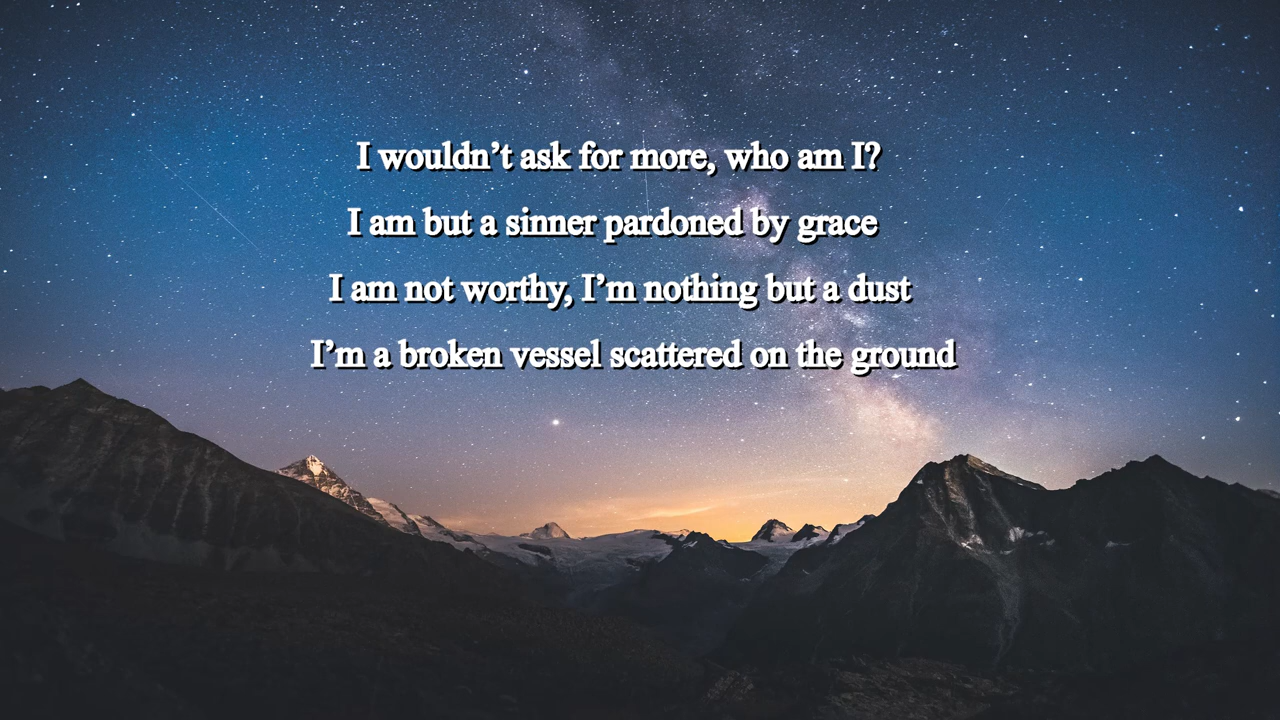 I wouldn’t ask for more, who am I?
I am but a sinner pardoned by grace
I am not worthy, I’m nothing but a dust
I’m a broken vessel scattered on the ground